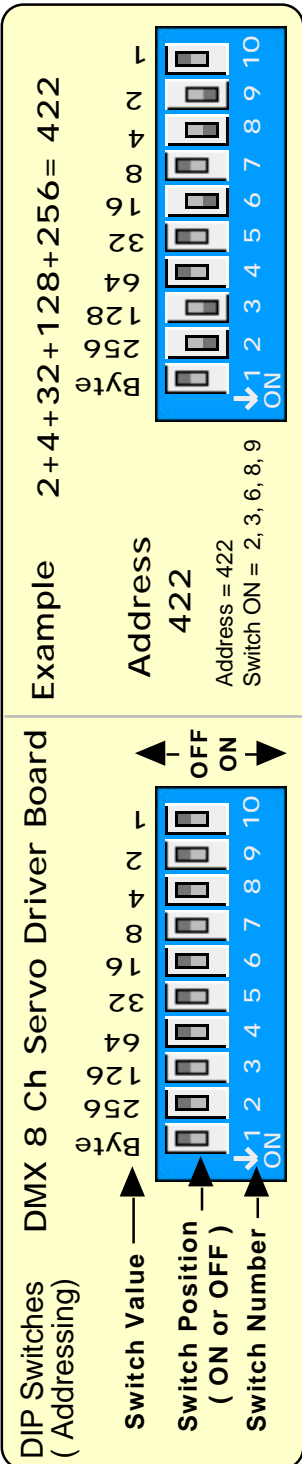 DIP Switches
( Addressing)
DMX 8 Ch Servo Driver Board
Switch Value
Byte 256 126 64 32 16 8 4 2 1
Switch Position
( ON or OFF )
OFF
ON
Switch Number
1 2 3 4 5 6 7 8 9 10
ON
Example 2+4+32+128+256= 422
Address
422
Byte 256 128 64 32 16 8 4 2 1
1 2 3 4 5 6 7 8 9 10
ON
Address = 422
Switch ON = 2, 3, 6, 8, 9